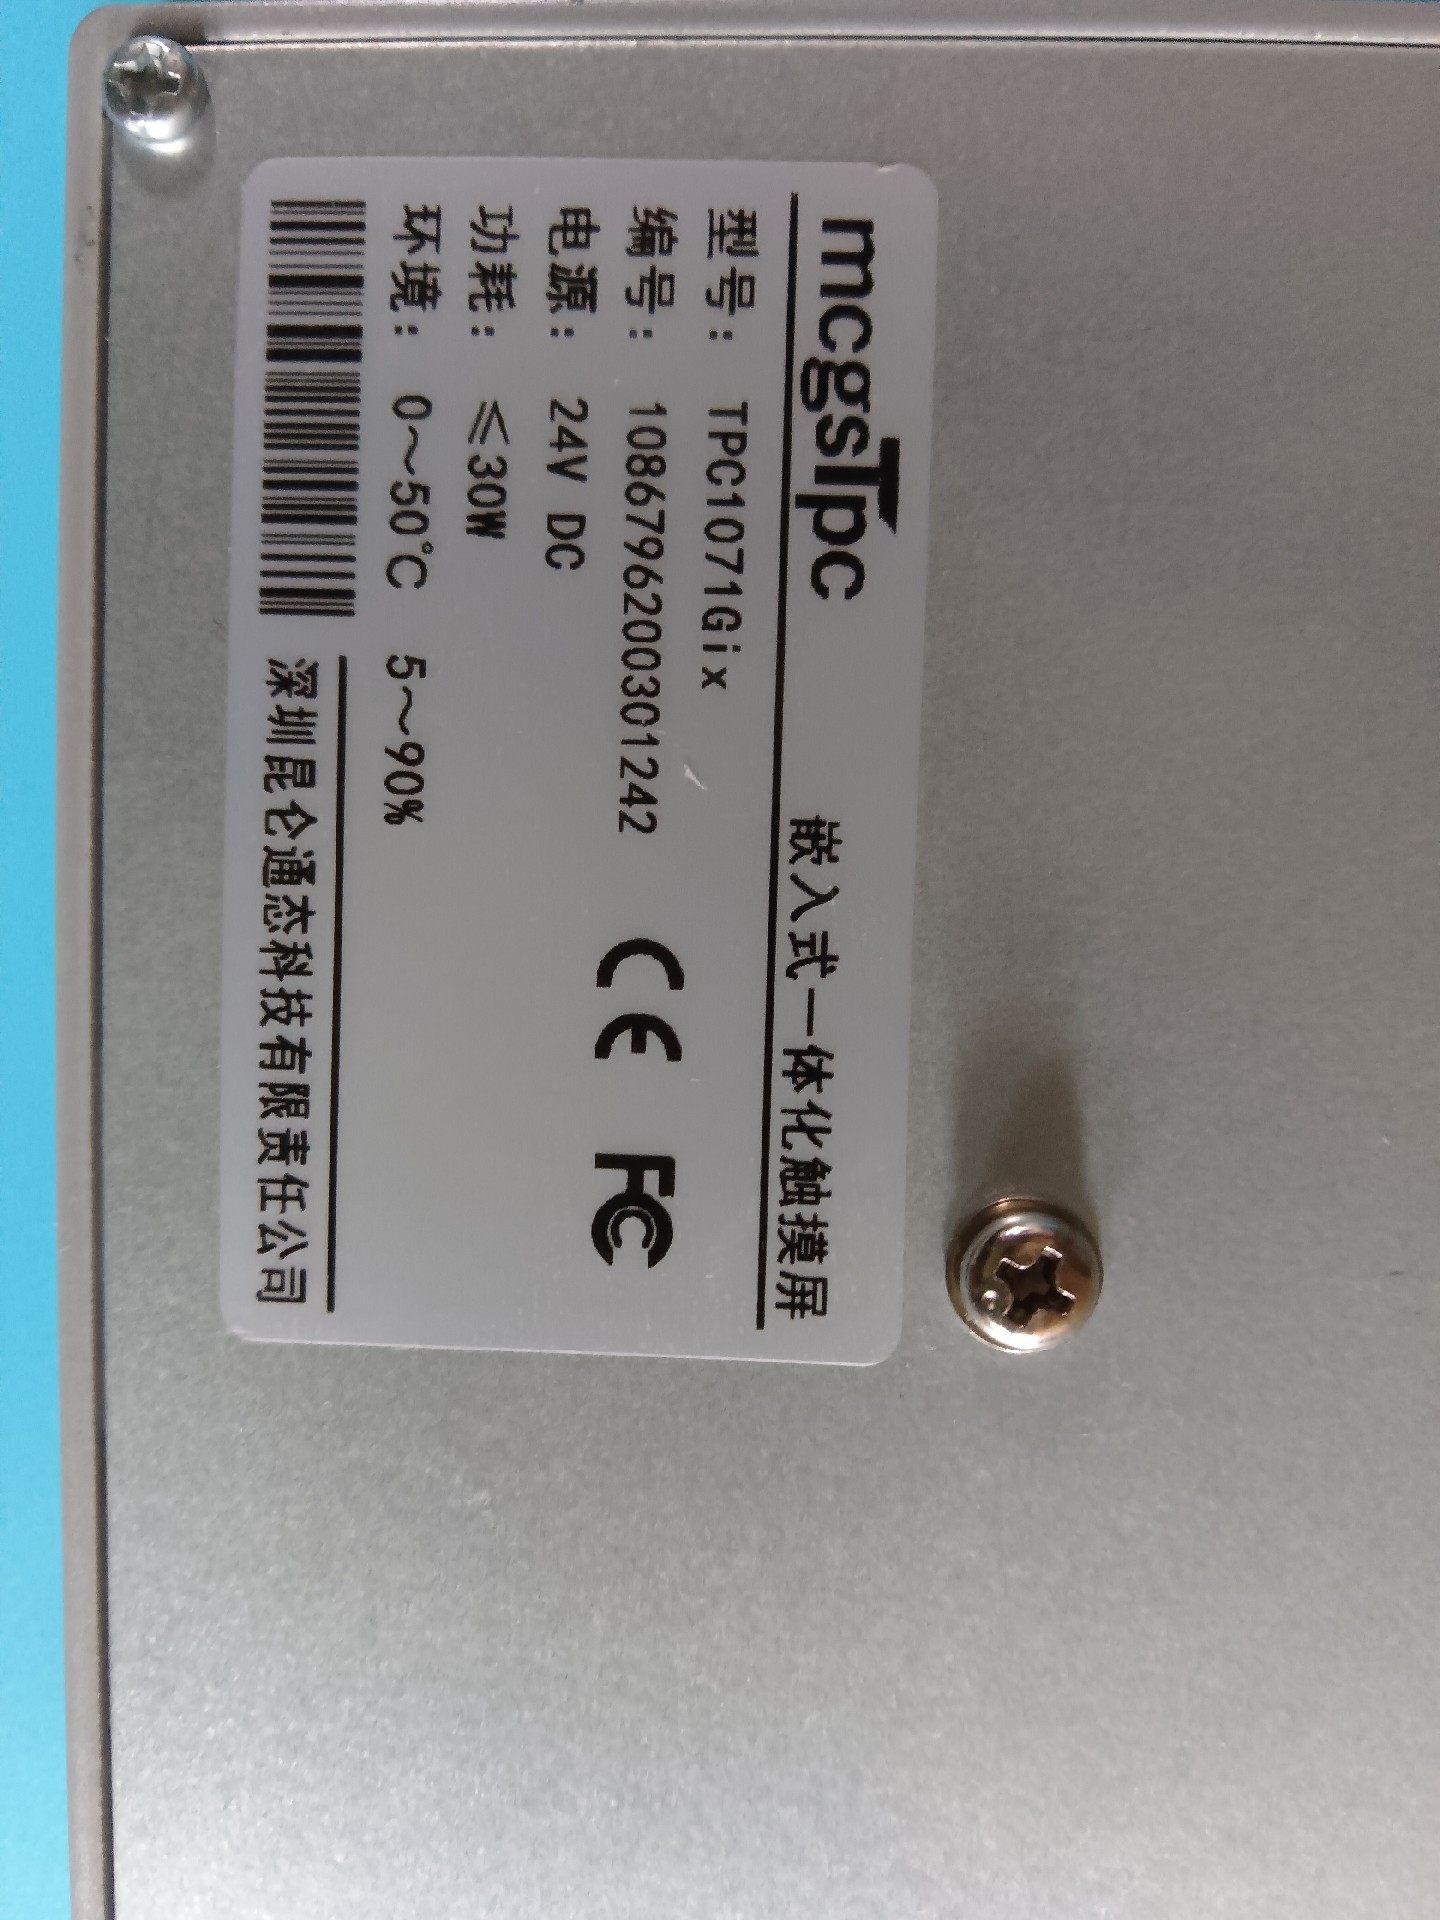 mcgsTpc 嵌入式一体化触摸屏
型号: TPC1071Gix
编号: 1086796200301242
电源: 24V DC
功耗: ≤30W
环境: 0～50℃ 5～90%
CE FC
深圳昆仑通态科技有限责任公司